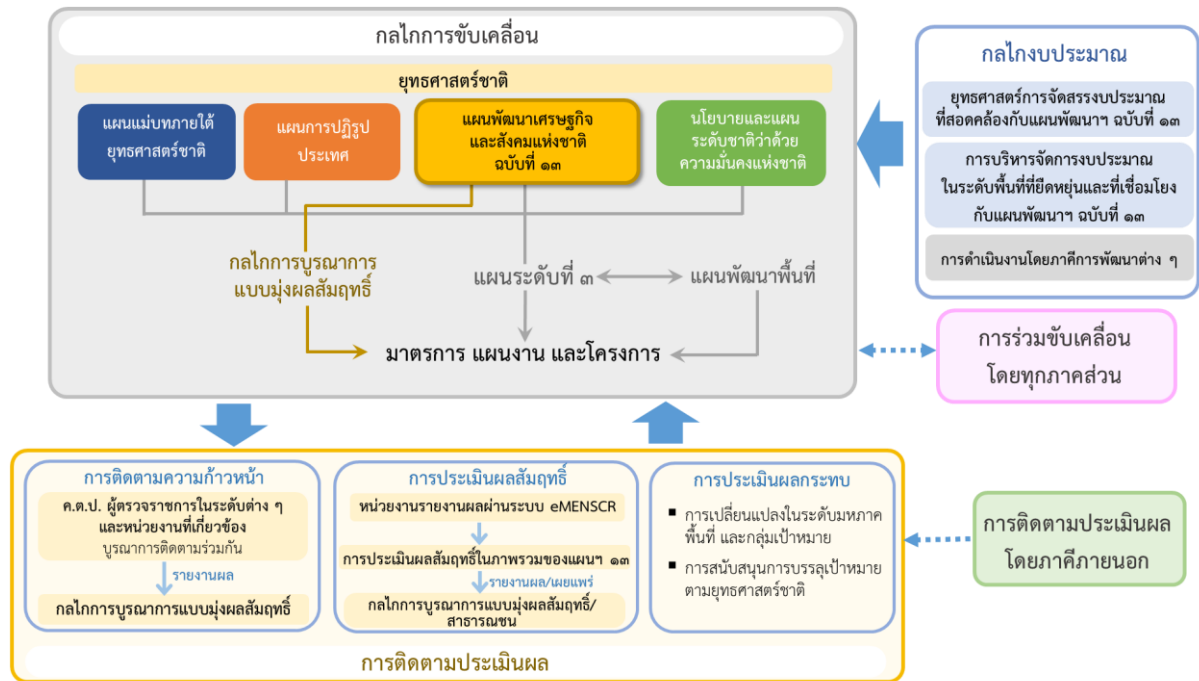 กลไกการขับเคลื่อน
ยุทธศาสตร์ชาติ
แผนแม่บทภายใต้
ยุทธศาสตร์ชาติ
แผนการปฏิรูป
ประเทศ
แผนพัฒนาเศรษฐกิจ
และสังคมแห่งชาติ
ฉบับที่ ๑๓
นโยบายและแผน
ระดับชาติว่าด้วย
ความมั่นคงแห่งชาติ
กลไกการบูรณาการ
แบบมุ่งผลสัมฤทธิ์
แผนระดับที่ ๓
แผนพัฒนาพื้นที่
มาตรการ แผนงาน และโครงการ
กลไกงบประมาณ
ยุทธศาสตร์การจัดสรรงบประมาณ
ที่สอดคล้องกับแผนพัฒนาฯ ฉบับที่ ๑๓
การบริหารจัดการงบประมาณ
ในระดับพื้นที่ที่ยืดหยุ่นและที่เชื่อมโยง
กับแผนพัฒนาฯ ฉบับที่ ๑๓
การดำเนินงานโดยภาคีการพัฒนาต่าง ๆ
การร่วมขับเคลื่อน
โดยทุกภาคส่วน
การติดตามความก้าวหน้า
ค.ต.ป. ผู้ตรวจราชการในระดับต่าง ๆ
และหน่วยงานที่เกี่ยวข้อง
บูรณาการติดตามร่วมกัน
รายงานผล
กลไกการบูรณาการแบบมุ่งผลสัมฤทธิ์
การประเมินผลสัมฤทธิ์
หน่วยงานรายงานผลผ่านระบบ eMENSCR
การประเมินผลสัมฤทธิ์ในภาพรวมของแผนฯ ๑๓
รายงานผล/เผยแพร่
กลไกการบูรณาการแบบมุ่งผลสัมฤทธิ์/
สาธารณชน
การประเมินผลกระทบ
▪ การเปลี่ยนแปลงในระดับมหภาค
พื้นที่ และกลุ่มเป้าหมาย
▪ การสนับสนุนการบรรลุเป้าหมาย
ตามยุทธศาสตร์ชาติ
การติดตามประเมินผล
การติดตามประเมินผล
โดยภาคีภายนอก